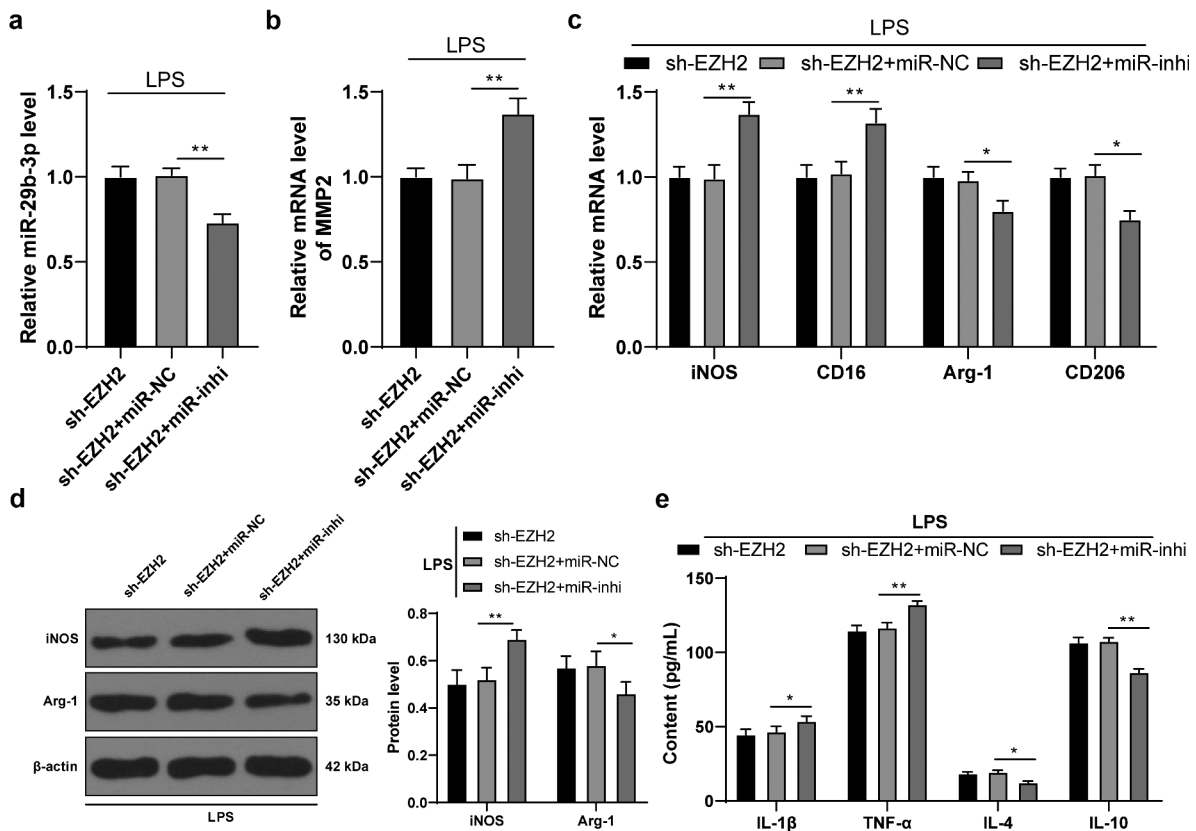 a
LPS
**
Relative miR-29b-3p level
1.5
1.0
0.5
0.0
sh-EZH2
sh-EZH2+miR-NC
sh-EZH2+miR-inhi
b
LPS
**
Relative mRNA level
of MMP2
1.5
1.0
0.5
0.0
sh-EZH2
sh-EZH2+miR-NC
sh-EZH2+miR-inhi
c
LPS
sh-EZH2 sh-EZH2+miR-NC sh-EZH2+miR-inhi
** ** * *
Relative mRNA level
1.5
1.0
0.5
0.0
iNOS CD16 Arg-1 CD206
d
sh-EZH2
sh-EZH2+miR-NC
sh-EZH2+miR-inhi
iNOS 130 kDa
Arg-1 35 kDa
β-actin 42 kDa
LPS
LPS
sh-EZH2
sh-EZH2+miR-NC
sh-EZH2+miR-inhi
** *
Protein level
0.8
0.6
0.4
0.2
0.0
iNOS Arg-1
e
LPS
sh-EZH2 sh-EZH2+miR-NC sh-EZH2+miR-inhi
* ** * **
Content (pg/mL)
150
100
50
0
IL-1β TNF-α IL-4 IL-10